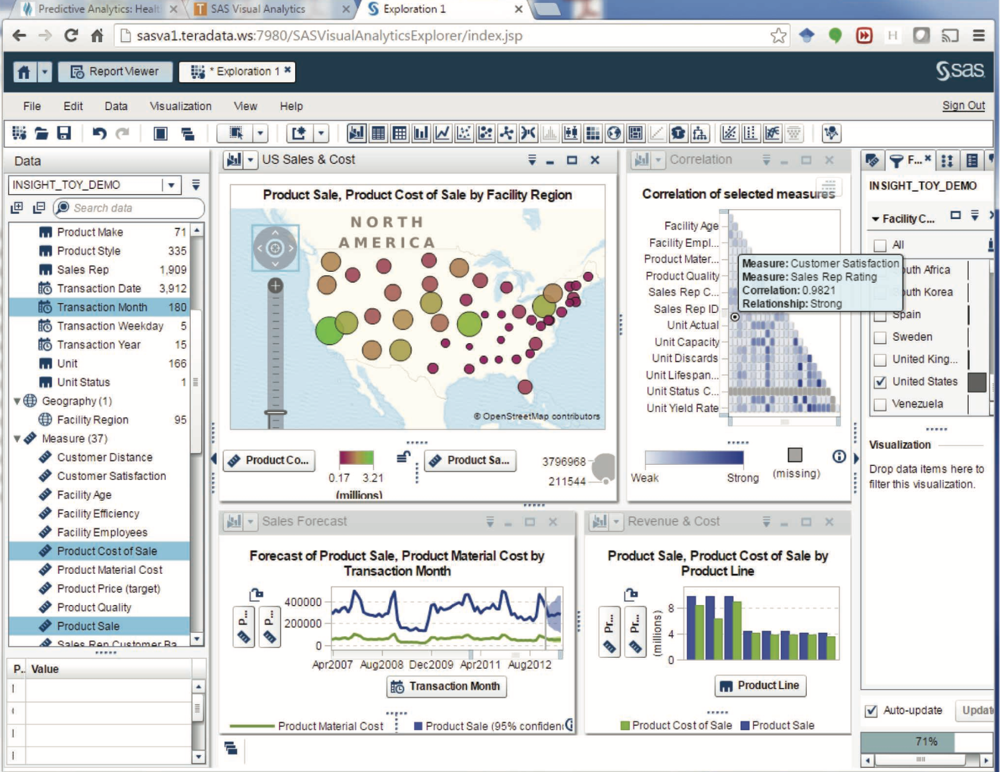 Predictive Analytics: Healt
SAS Visual Analytics
Exploration 1
sasva1.teradata.ws:7980/SASVisualAnalyticsExplorer/index.jsp
Report Viewer
* Exploration 1
sas
File Edit Data Visualization View Help
Sign Out
Data
INSIGHT_TOY_DEMO
Search data
Product Make 71
Product Style 335
Sales Rep 1,909
Transaction Date 3,912
Transaction Month 180
Transaction Weekday 5
Transaction Year 15
Unit 166
Unit Status 1
Geography (1)
Facility Region 95
Measure (37)
Customer Distance
Customer Satisfaction
Facility Age
Facility Efficiency
Facility Employees
Product Cost of Sale
Product Material Cost
Product Price (target)
Product Quality
Product Sale
Sales Rep Customer Ba
P.. Value
US Sales & Cost
Product Sale, Product Cost of Sale by Facility Region
NORTH
AMERICA
© OpenStreetMap contributors
Product Co...
0.17 3.21
(millions)
Product Sa...
3796968
211544
Correlation
Correlation of selected measures
Facility Age
Facility Empl...
Product Mater...
Product Quality
Sales Rep C...
Sales Rep ID
Unit Actual
Unit Capacity
Unit Discards
Unit Lifespan...
Unit Status C...
Unit Yield Rate
Measure: Customer Satisfaction
Measure: Sales Rep Rating
Correlation: 0.9821
Relationship: Strong
Weak Strong
(missing)
F...
INSIGHT_TOY_DEMO
Facility C...
All
outh Africa
outh Korea
Spain
Sweden
United King...
United States
Venezuela
Visualization
Drop data items here to
filter this visualization.
Auto-update
Updat
71%
Sales Forecast
Forecast of Product Sale, Product Material Cost by
Transaction Month
P...
P...
400000
200000
0
Apr2007 Aug2008 Dec2009 Apr2011 Aug2012
Transaction Month
Product Material Cost
Product Sale (95% confiden
Revenue & Cost
Product Sale, Product Cost of Sale by
Product Line
Pr...
Pr...
(millions)
8
4
0
Product Line
Product Cost of Sale
Product Sale